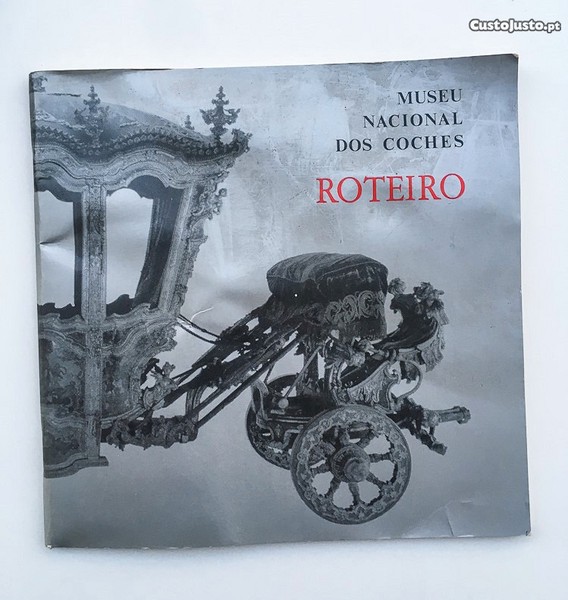 CustoJusto.pt
MUSEU
NACIONAL
DOS COCHES
ROTEIRO